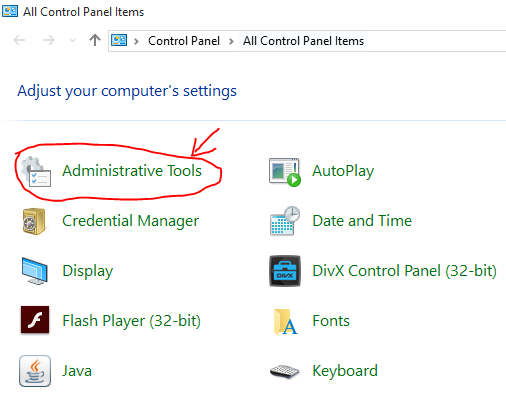 All Control Panel Items
Control Panel > All Control Panel Items
Adjust your computer's settings
Administrative Tools
AutoPlay
Credential Manager
Date and Time
Display
DIVX
DivX Control Panel (32-bit)
Flash Player (32-bit)
A
Fonts
Java
Keyboard